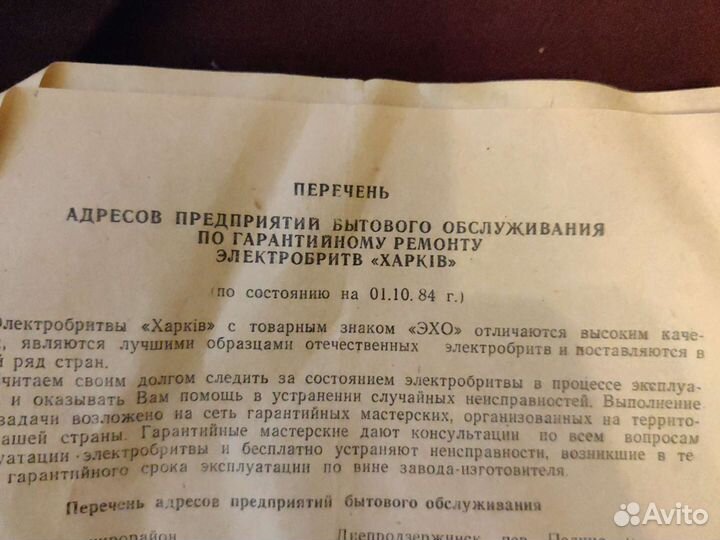 ПЕРЕЧЕНЬ
АДРЕСОВ ПРЕДПРИЯТИЙ БЫТОВОГО ОБСЛУЖИВАНИЯ
ПО ГАРАНТИЙНОМУ РЕМОНТУ
ЭЛЕКТРОБРИТВ «ХАРКІВ»
(по состоянию на 01.10. 84 г.)
Электробритвы «Харків» с товарным знаком «ЭХО» отличаются высоким каче-
, являются лучшими образцами отечественных электробритв и поставляются в
й ряд стран.
читаем своим долгом следить за состоянием электробритвы в процессе эксплуа-
и оказывать Вам помощь в устранении случайных неисправностей. Выполнение
задачи возложено на сеть гарантийных мастерских, организованных на террито-
ашей страны. Гарантийные мастерские дают консультации по всем вопросам
уатации электробритвы и бесплатно устраняют неисправности, возникшие в те
гарантийного срока эксплуатации по вине завода-изготовителя.
Перечень адресов предприятий бытового обслуживания
Днепродзержинск, пер.
Avito